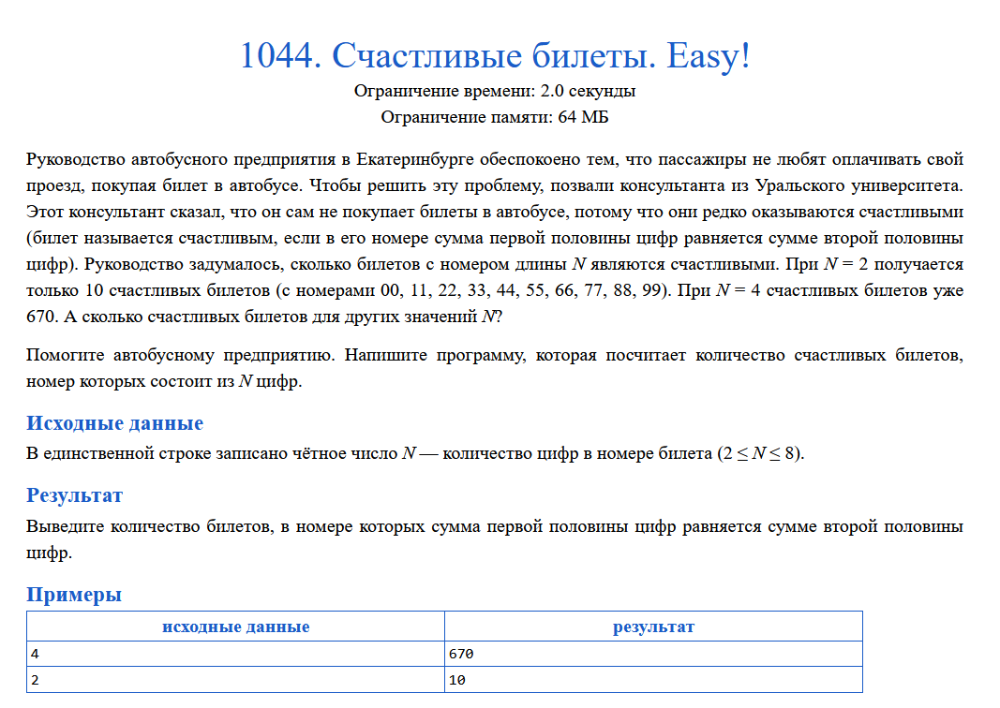 1044. Счастливые билеты. Easy!
Ограничение времени: 2.0 секунды
Ограничение памяти: 64 МБ
Руководство автобусного предприятия в Екатеринбурге обеспокоено тем, что пассажиры не любят оплачивать свой
проезд, покупая билет в автобусе. Чтобы решить эту проблему, позвали консультанта из Уральского университета.
Этот консультант сказал, что он сам не покупает билеты в автобусе, потому что они редко оказываются счастливыми
(билет называется счастливым, если в его номере сумма первой половины цифр равняется сумме второй половины
цифр). Руководство задумалось, сколько билетов с номером длины N являются счастливыми. При N = 2 получается
только 10 счастливых билетов (с номерами 00, 11, 22, 33, 44, 55, 66, 77, 88, 99). При N = 4 счастливых билетов уже
670. А сколько счастливых билетов для других значений N?
Помогите автобусному предприятию. Напишите программу, которая посчитает количество счастливых билетов,
номер которых состоит из N цифр.
Исходные данные
В единственной строке записано чётное число N — количество цифр в номере билета (2 ≤ N ≤ 8).
Результат
Выведите количество билетов, в номере которых сумма первой половины цифр равняется сумме второй половины
цифр.
Примеры
исходные данные результат
4 670
2 10